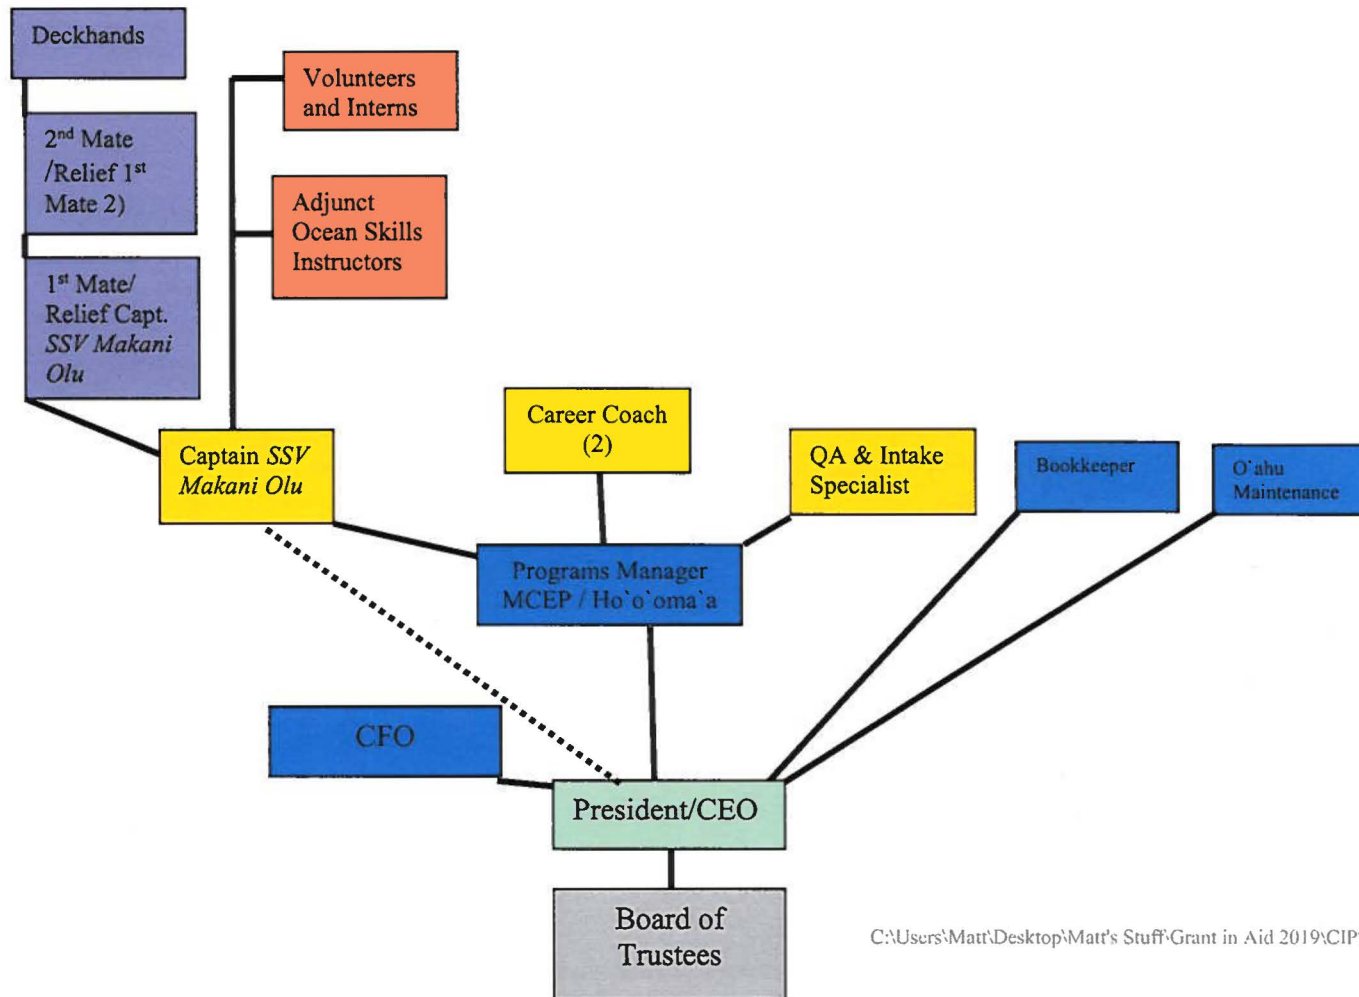 Deckhands
Volunteers
and Interns
2nd Mate
/Relief 1st
Mate 2)
Adjunct
Ocean Skills
Instructors
1st Mate/
Relief Capt.
SSV Makani
Olu
Captain SSV
Makani Olu
Career Coach
(2)
QA & Intake
Specialist
Bookkeeper
O`ahu
Maintenance
Programs Manager
MCEP / Ho`o`oma`a
CFO
President/CEO
Board of
Trustees
C:\Users\Matt\Desktop\Matt's Stuff\Grant in Aid 2019\CIP\